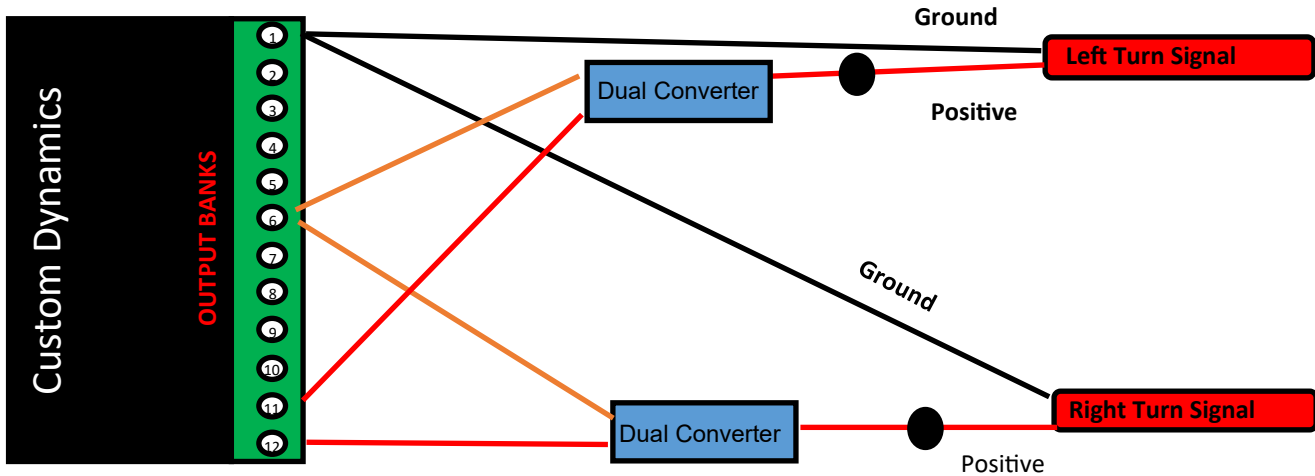 Custom Dynamics
OUTPUT BANKS
1
2
3
4
5
6
7
8
9
10
11
12
Ground
Left Turn Signal
Dual Converter
Positive
Ground
Right Turn Signal
Dual Converter
Positive